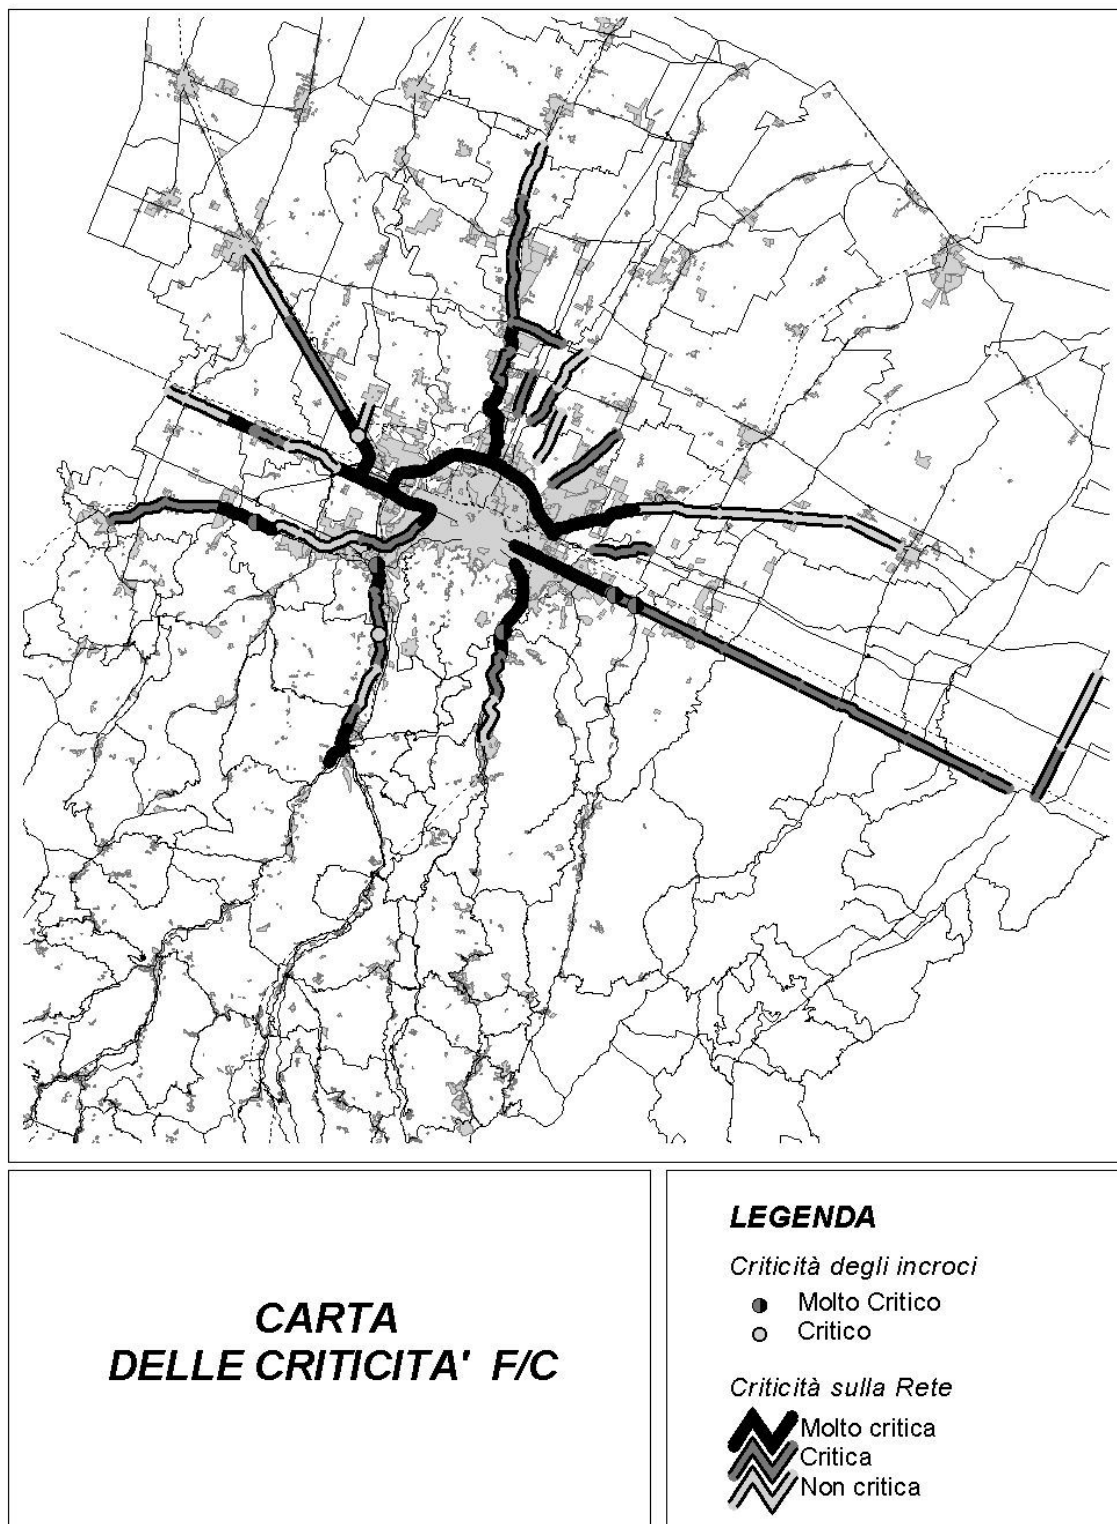 CARTA
DELLE CRITICITA' F/C
LEGENDA
Criticità degli incroci
Molto Critico
Critico
Criticità sulla Rete
Molto critica
Critica
Non critica